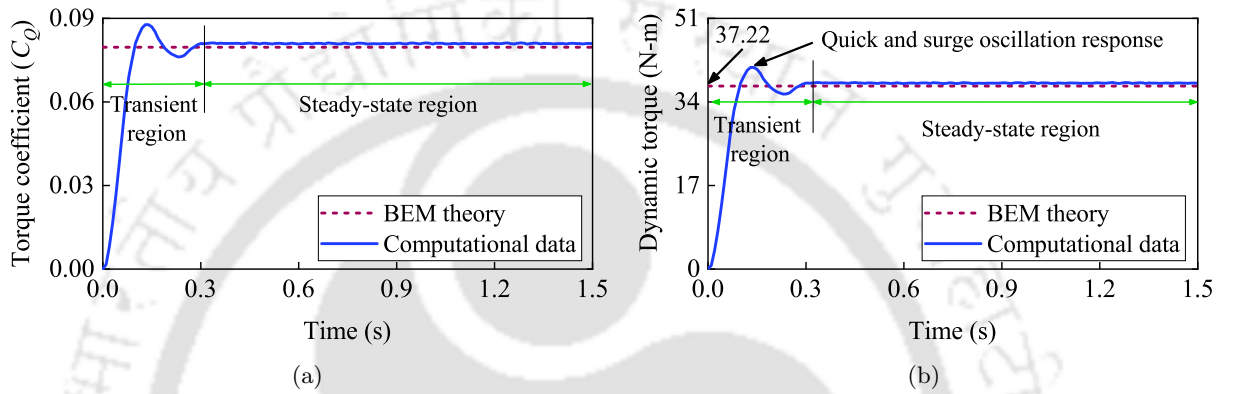 Torque coefficient (C_Q)
0.09
0.06
0.03
0.00
Transient
region
Steady-state region
BEM theory
Computational data
0.0 0.3 0.6 0.9 1.2 1.5
Time (s)
(a)
Dynamic torque (N-m)
51
34
17
0
37.22
Quick and surge oscillation response
Transient
region
Steady-state region
BEM theory
Computational data
0.0 0.3 0.6 0.9 1.2 1.5
Time (s)
(b)